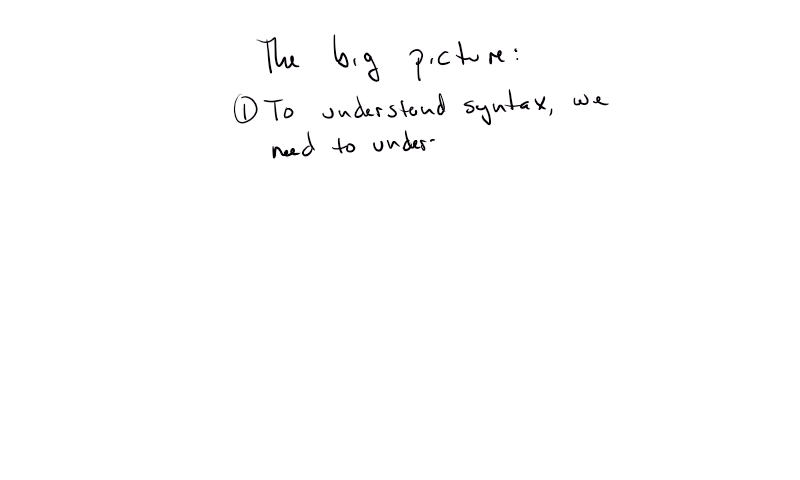 The big picture:
① To understand syntax, we
need to under-